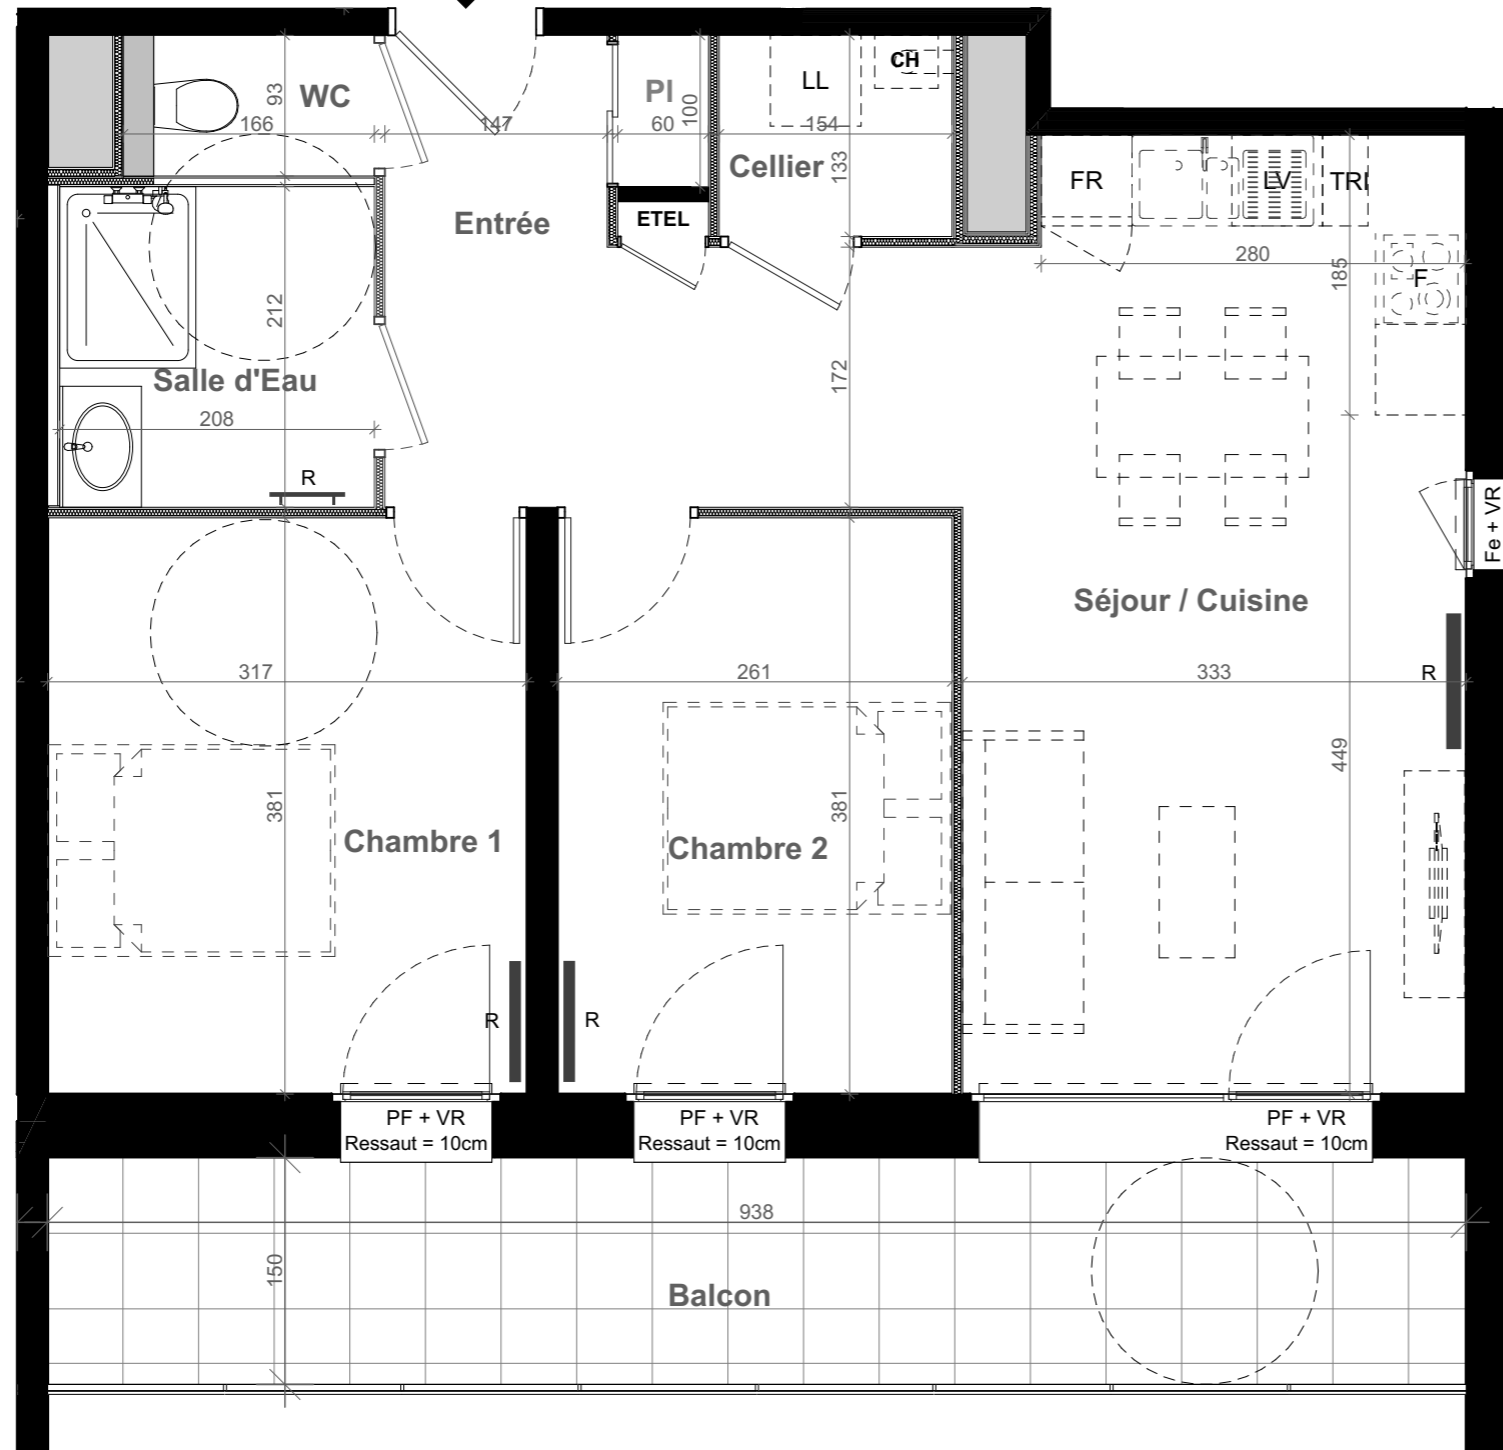 WC
93
166
147
Pl
100
60
LL
CH
154
133
Cellier
Entrée
ETEL
FR
LV
TRI
280
185
F
212
172
Salle d'Eau
208
R
Fe + VR
Séjour / Cuisine
317
261
333
R
381
381
449
Chambre 1
Chambre 2
R
R
PF + VR
Ressaut = 10cm
PF + VR
Ressaut = 10cm
PF + VR
Ressaut = 10cm
938
150
Balcon